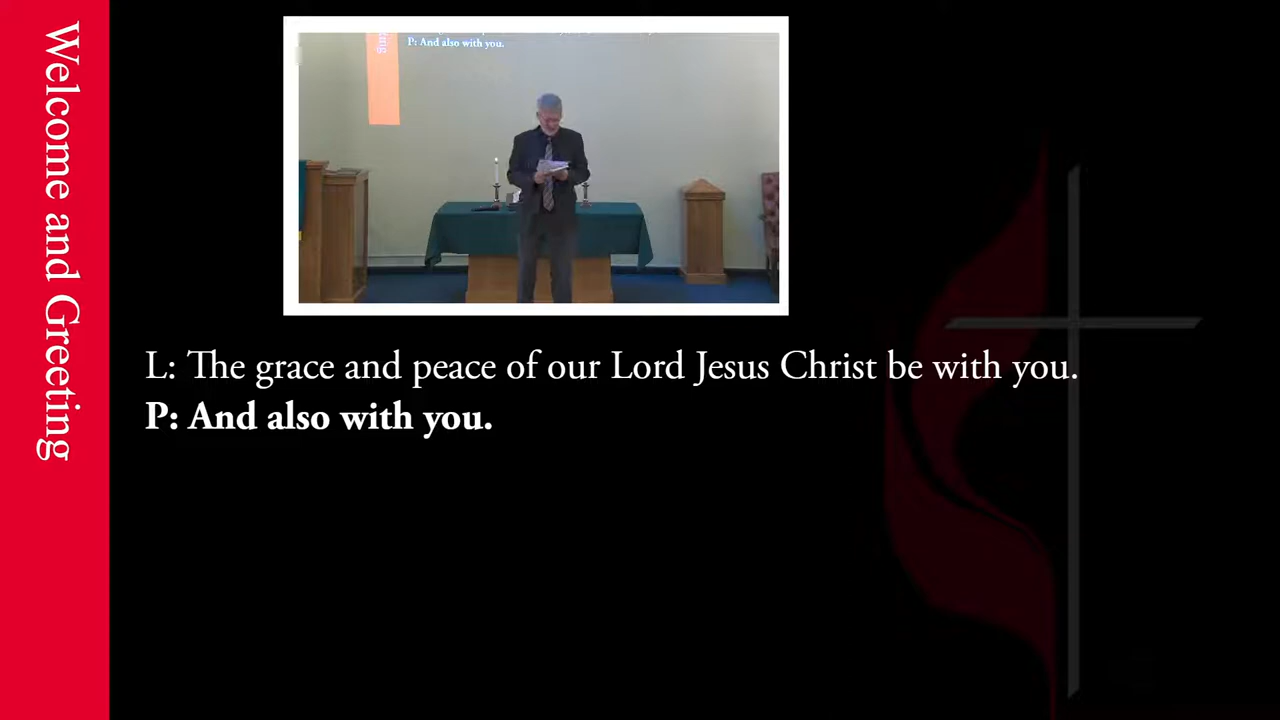 Welcome and Greeting
P: And also with you.
L: The grace and peace of our Lord Jesus Christ be with you.
P: And also with you.